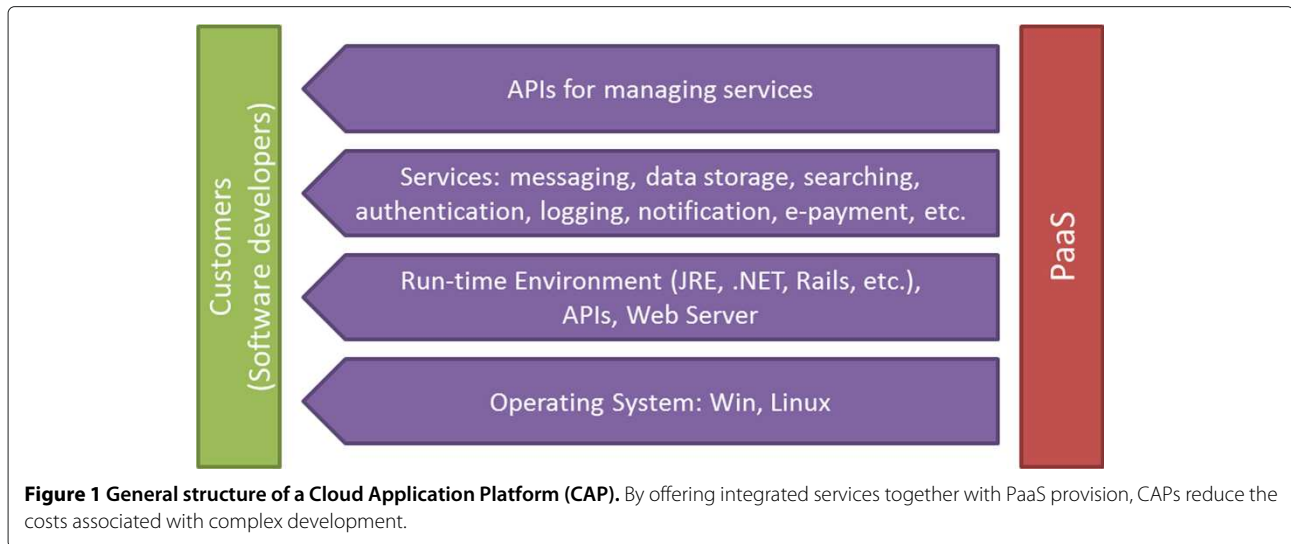 Customers
(Software developers)
APIs for managing services
Services: messaging, data storage, searching,
authentication, logging, notification, e-payment, etc.
Run-time Environment (JRE, .NET, Rails, etc.),
APIs, Web Server
Operating System: Win, Linux
PaaS
Figure 1 General structure of a Cloud Application Platform (CAP). By offering integrated services together with PaaS provision, CAPs reduce the
costs associated with complex development.